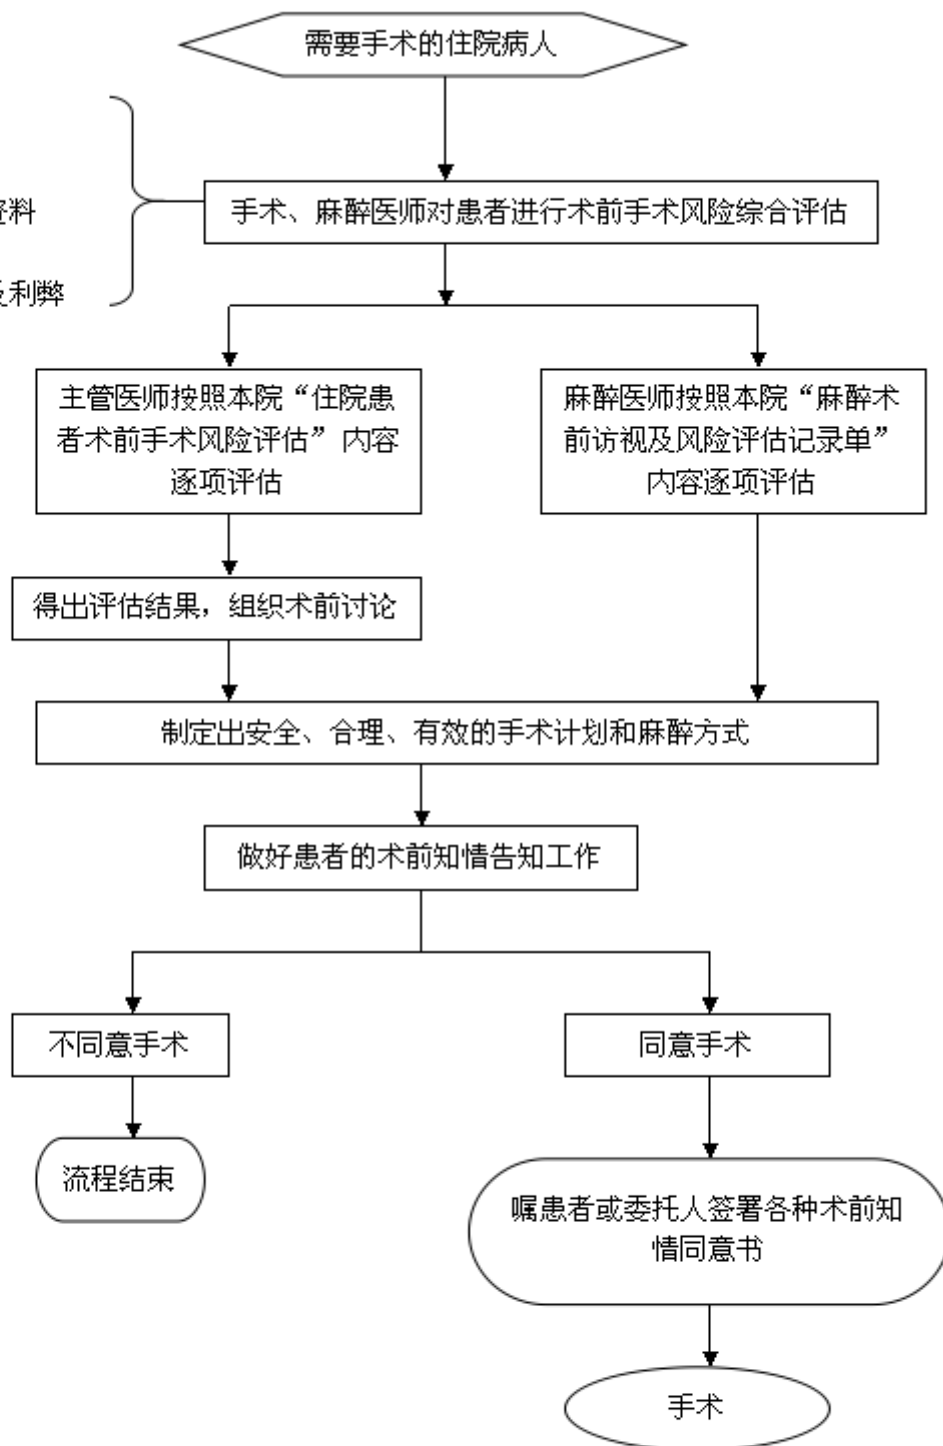 需要手术的住院病人
资料
手术、麻醉医师对患者进行术前手术风险综合评估
及利弊
主管医师按照本院“住院患
者术前手术风险评估”内容
逐项评估
麻醉医师按照本院“麻醉术
前访视及风险评估记录单”
内容逐项评估
得出评估结果，组织术前讨论
制定出安全、合理、有效的手术计划和麻醉方式
做好患者的术前知情告知工作
不同意手术
同意手术
流程结束
嘱患者或委托人签署各种术前知
情同意书
手术